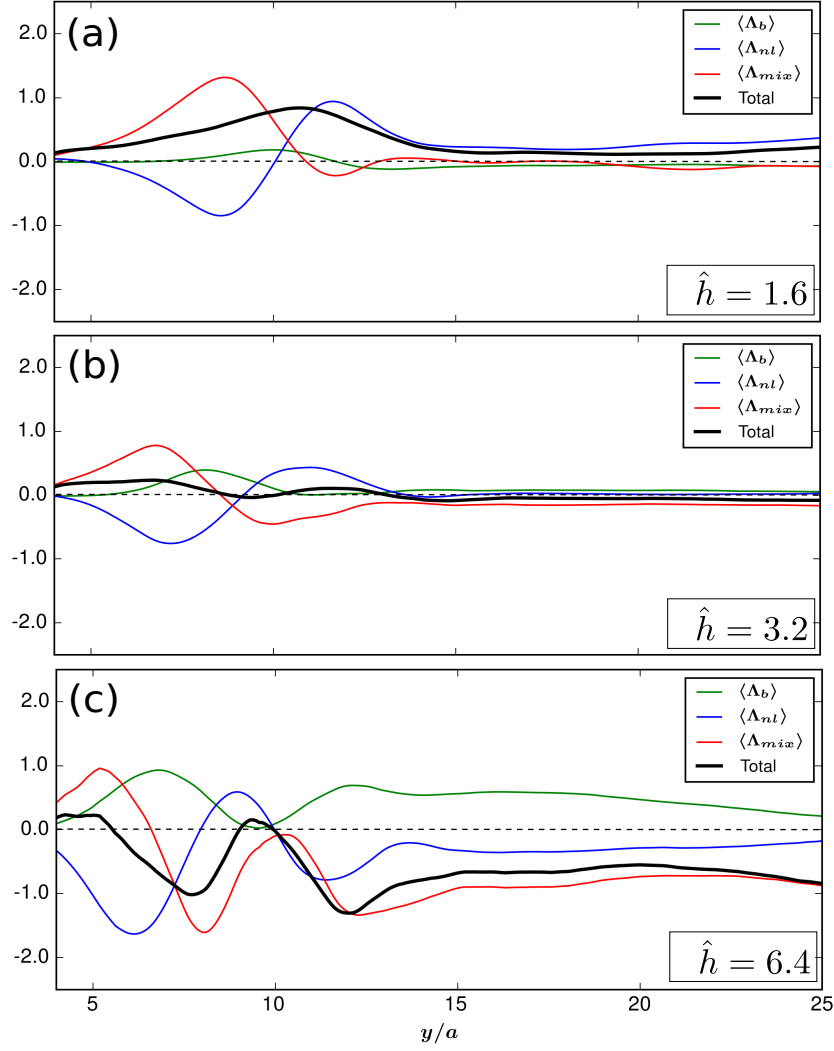 (a)
2.0
1.0
0.0
-1.0
-2.0
⟨Λ_b⟩
⟨Λ_nl⟩
⟨Λ_mix⟩
Total
ĥ = 1.6
(b)
2.0
1.0
0.0
-1.0
-2.0
⟨Λ_b⟩
⟨Λ_nl⟩
⟨Λ_mix⟩
Total
ĥ = 3.2
(c)
2.0
1.0
0.0
-1.0
-2.0
⟨Λ_b⟩
⟨Λ_nl⟩
⟨Λ_mix⟩
Total
ĥ = 6.4
5 10 15 20 25
y/a